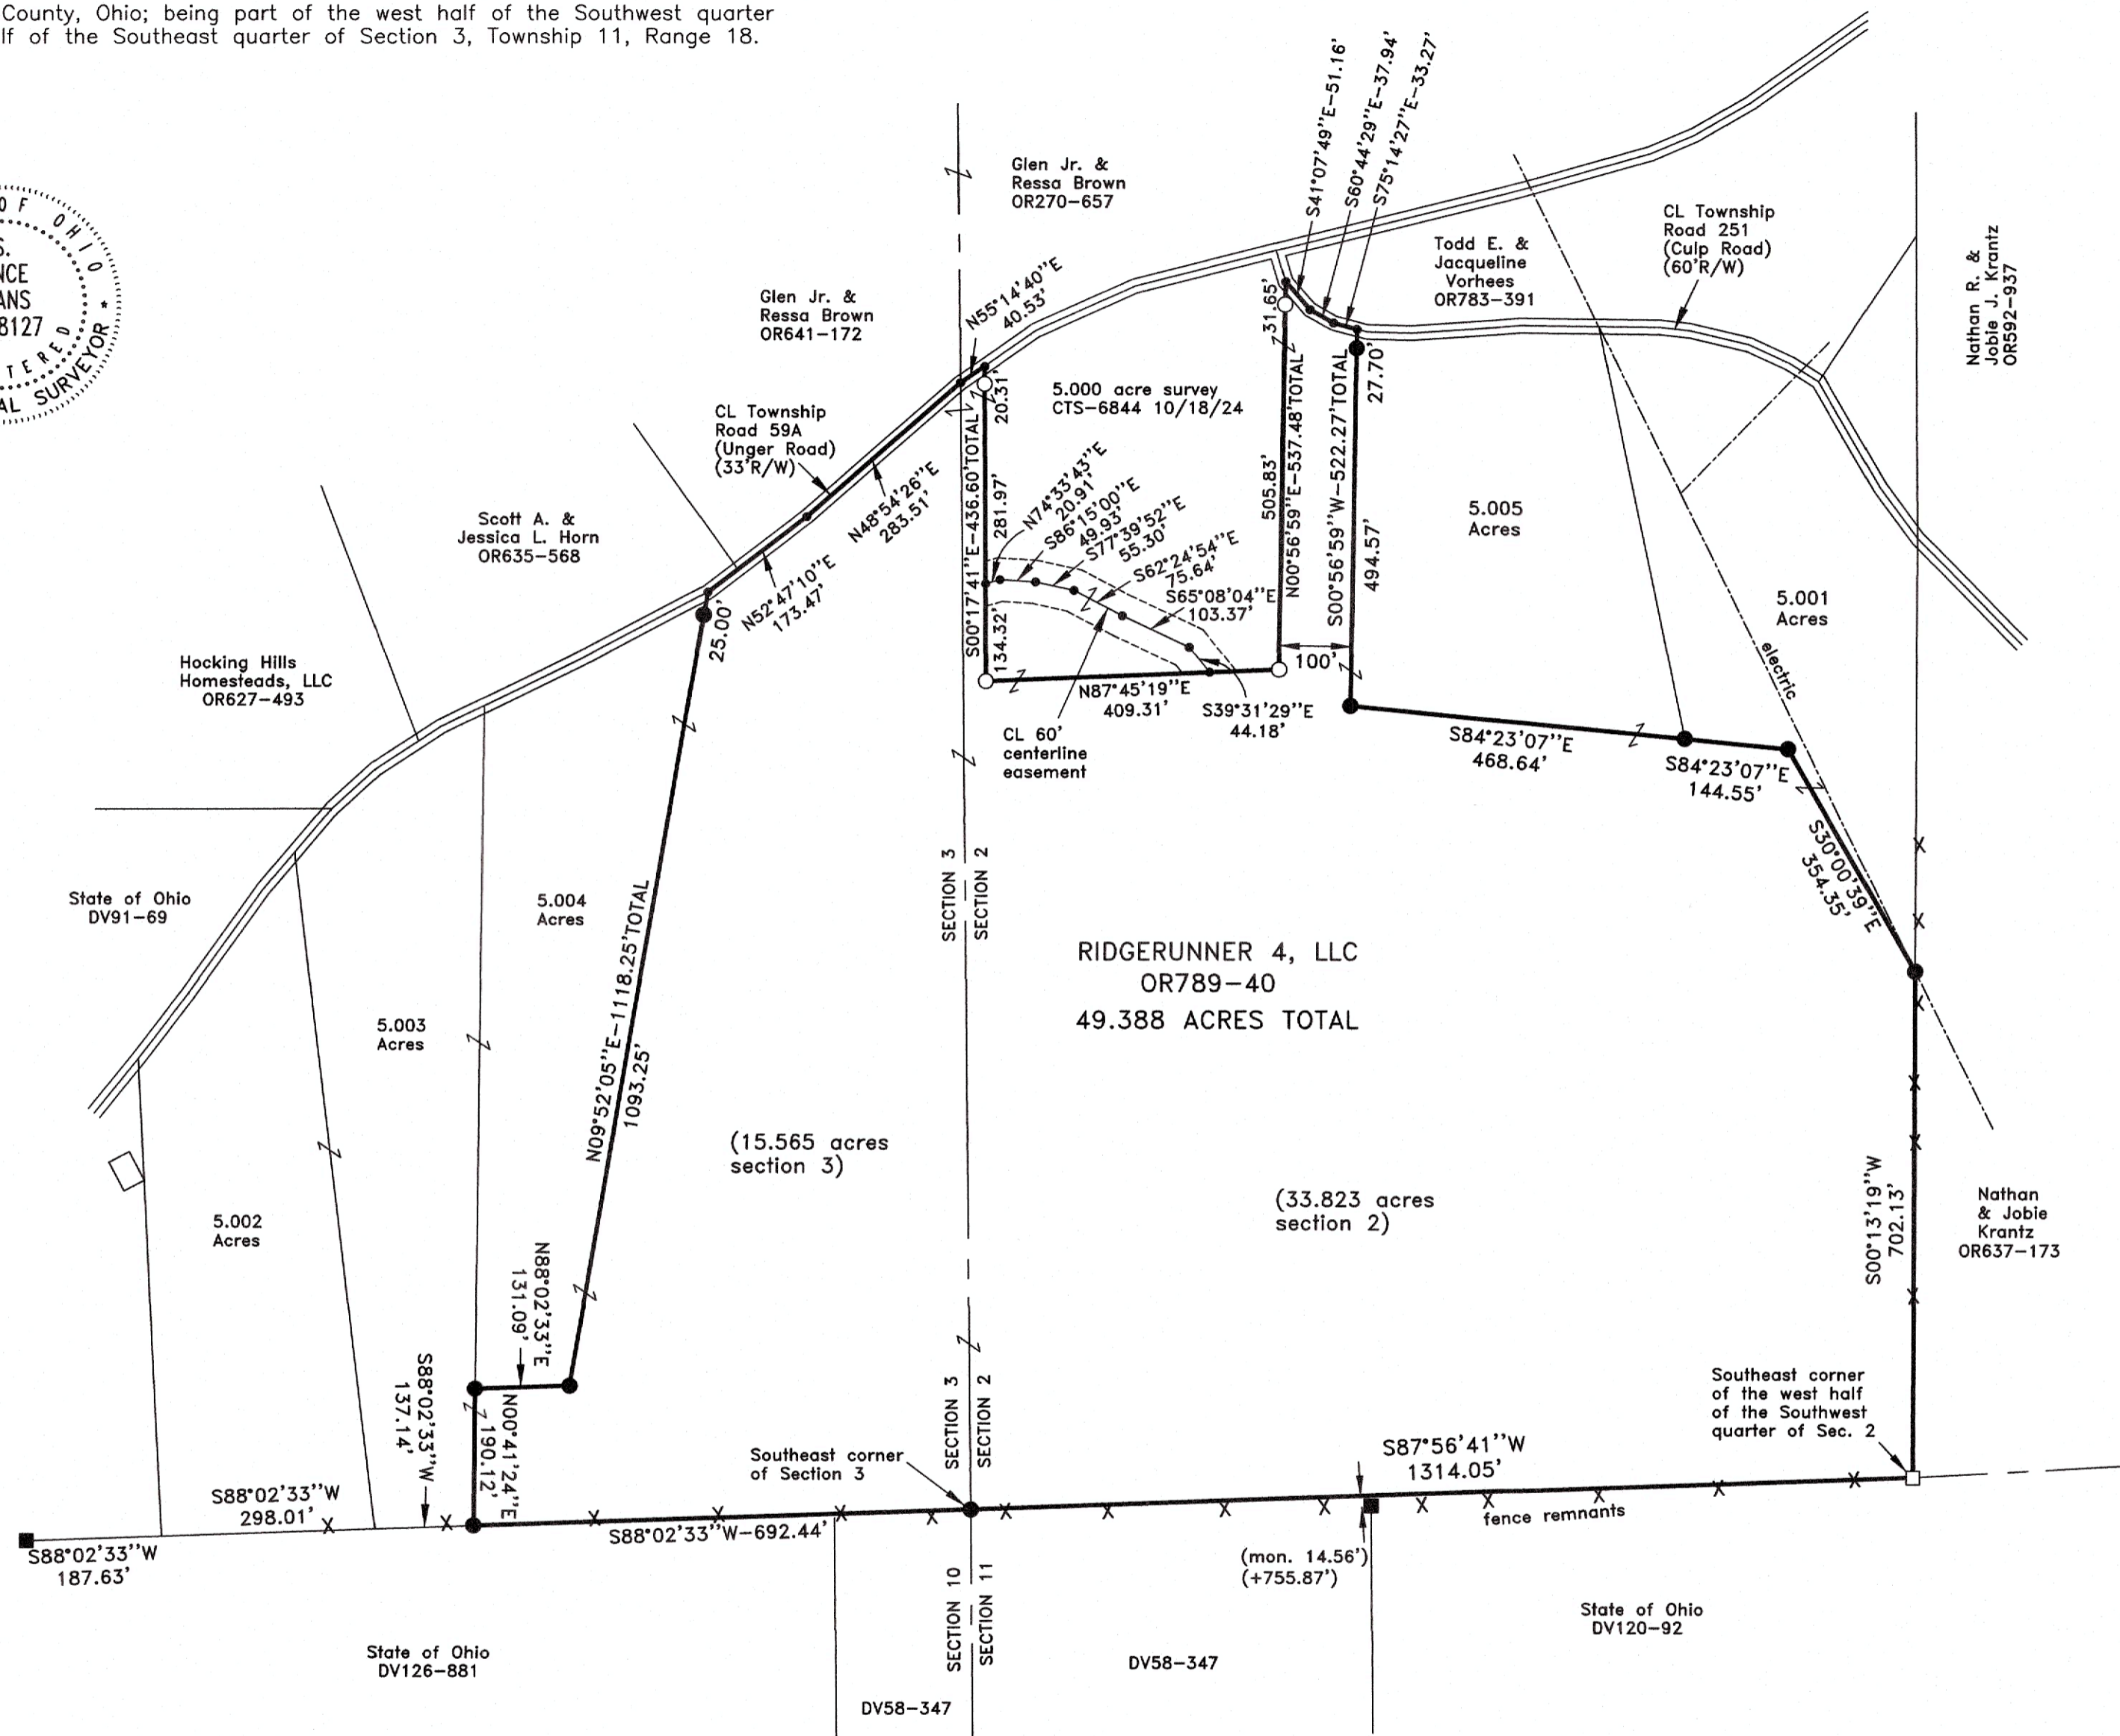 County, Ohio; being part of the west half of the Southwest quarter
lf of the Southeast quarter of Section 3, Township 11, Range 18.
OF OHIO
S.
NCE
ANS
8127
TERED
AL SURVEYOR *
S41°07'49"E-51.16'
S60°44'29"E-37.94'
S75°14'27"E-33.27'
Glen Jr. &
Ressa Brown
OR270-657
CL Township
Road 251
(Culp Road)
(60'R/W)
Todd E. &
Jacqueline
Vorhees
OR783-391
Nathan R. &
Jobie J. Krantz
OR592-937
Glen Jr. &
Ressa Brown
OR641-172
N55°14'40"E
40.53'
31.65'
27.70'
20.31'
5.000 acre survey
CTS-6844 10/18/24
CL Township
Road 59A
(Unger Road)
(33'R/W)
N48°54'26"E
283.51'
S00°17'41"E-436.60'TOTAL
281.97'
134.32'
N74°33'43"E
20.91'
S86°15'00"E
49.93'
S77°39'52"E
55.30'
S62°24'54"E
75.64'
S65°08'04"E
103.37'
505.83'
N00°56'59"E-537.48'TOTAL
S00°56'59"W-522.27'TOTAL
494.57'
5.005
Acres
Scott A. &
Jessica L. Horn
OR635-568
N52°47'10"E
173.47'
25.00'
5.001
Acres
electric
Hocking Hills
Homesteads, LLC
OR627-493
100'
N87°45'19"E
409.31'
S39°31'29"E
44.18'
CL 60'
centerline
easement
S84°23'07"E
468.64'
S84°23'07"E
144.55'
S30°00'39"E
354.35'
State of Ohio
DV91-69
5.004
Acres
SECTION 3
SECTION 2
N09°52'05"E-1118.25'TOTAL
1093.25'
RIDGERUNNER 4, LLC
OR789-40
49.388 ACRES TOTAL
5.003
Acres
(15.565 acres
section 3)
(33.823 acres
section 2)
S00°13'19"W
702.13'
Nathan
& Jobie
Krantz
OR637-173
5.002
Acres
N88°02'33"E
131.09'
S88°02'33"W
137.14'
N00°41'24"E
190.12'
SECTION 3
SECTION 2
Southeast corner
of Section 3
Southeast corner
of the west half
of the Southwest
quarter of Sec. 2
S87°56'41"W
1314.05'
S88°02'33"W
298.01'
S88°02'33"W-692.44'
fence remnants
S88°02'33"W
187.63'
(mon. 14.56')
(+755.87')
SECTION 10
SECTION 11
State of Ohio
DV120-92
State of Ohio
DV126-881
DV58-347
DV58-347